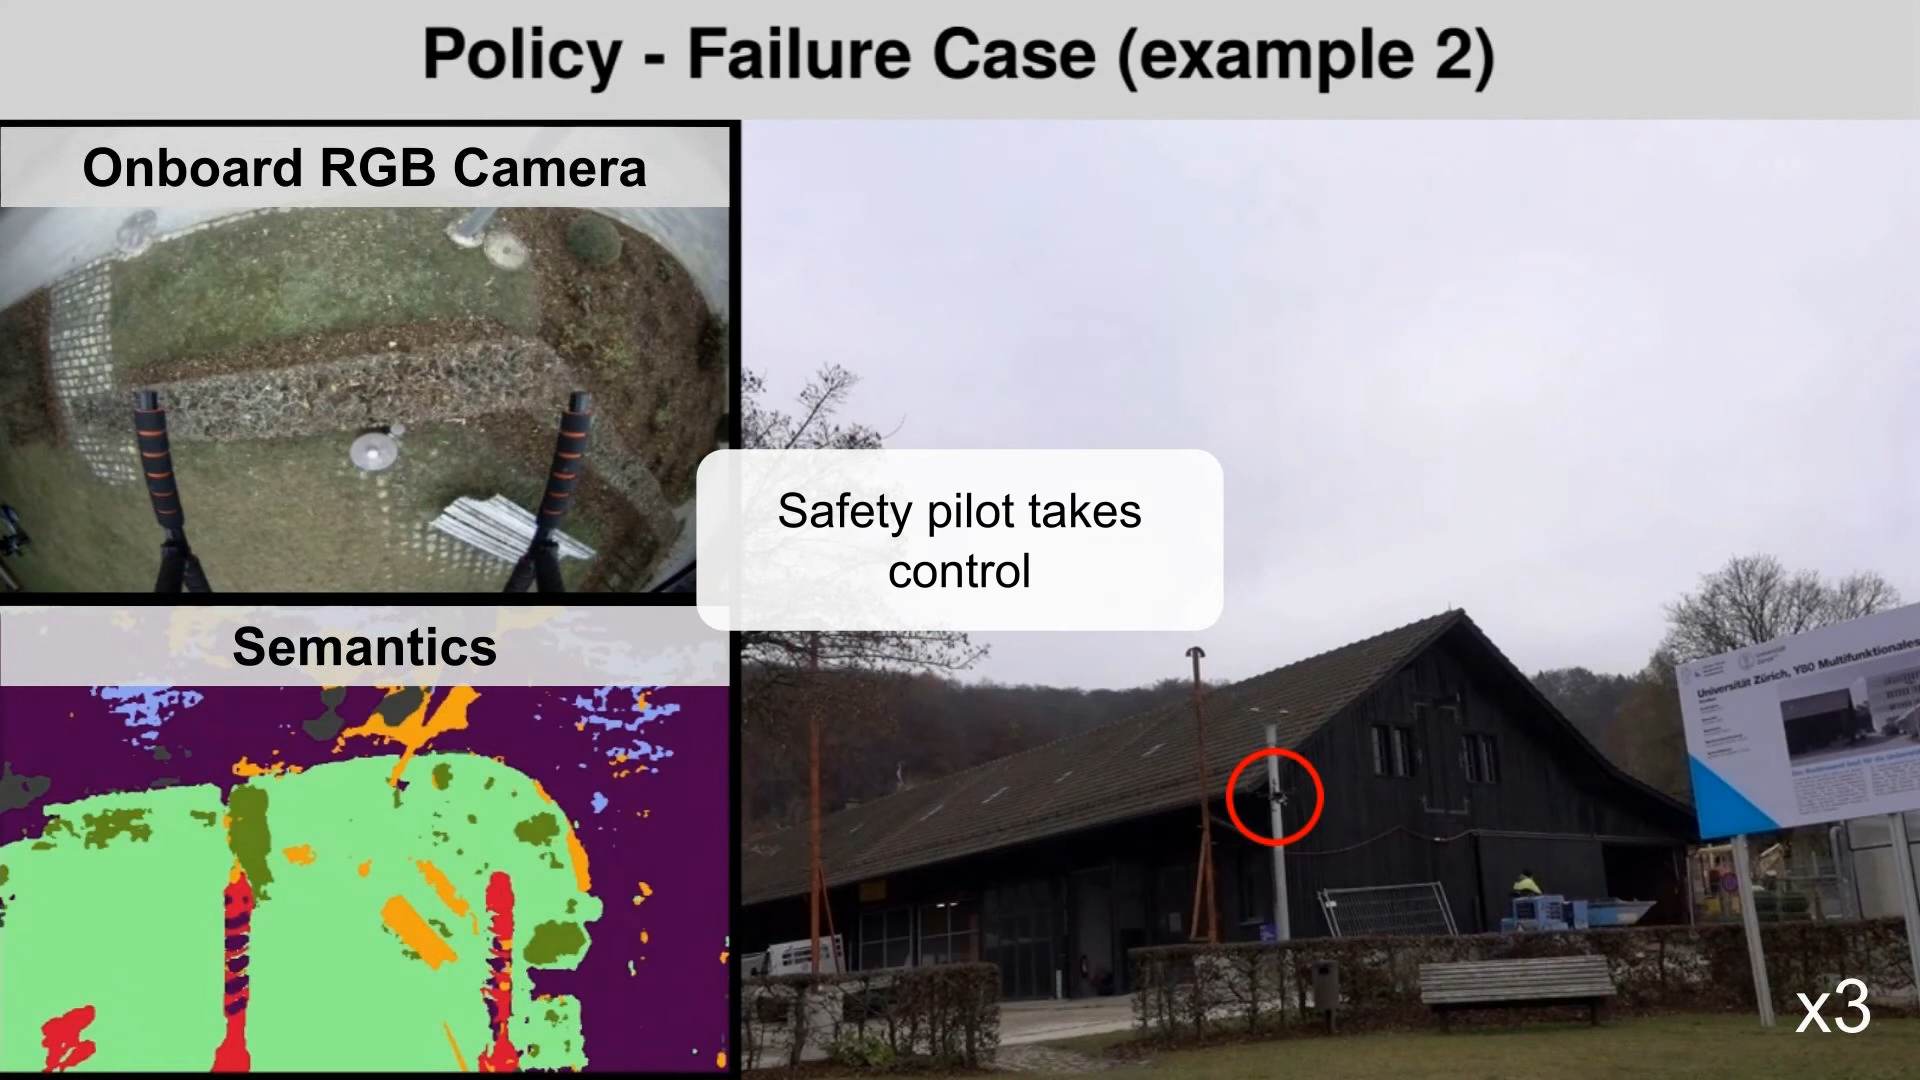 Policy - Failure Case (example 2)
Onboard RGB Camera
Safety pilot takes
control
Semantics
Universität Zürich, Y80 Multifunktionales
x3